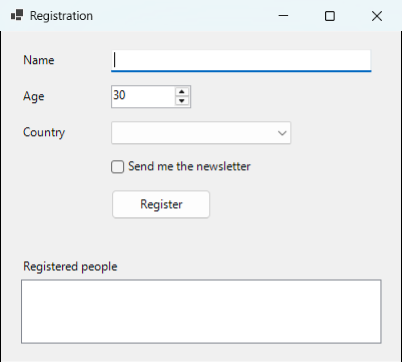 Registration
Name
Age 30
Country
Send me the newsletter
Register
Registered people